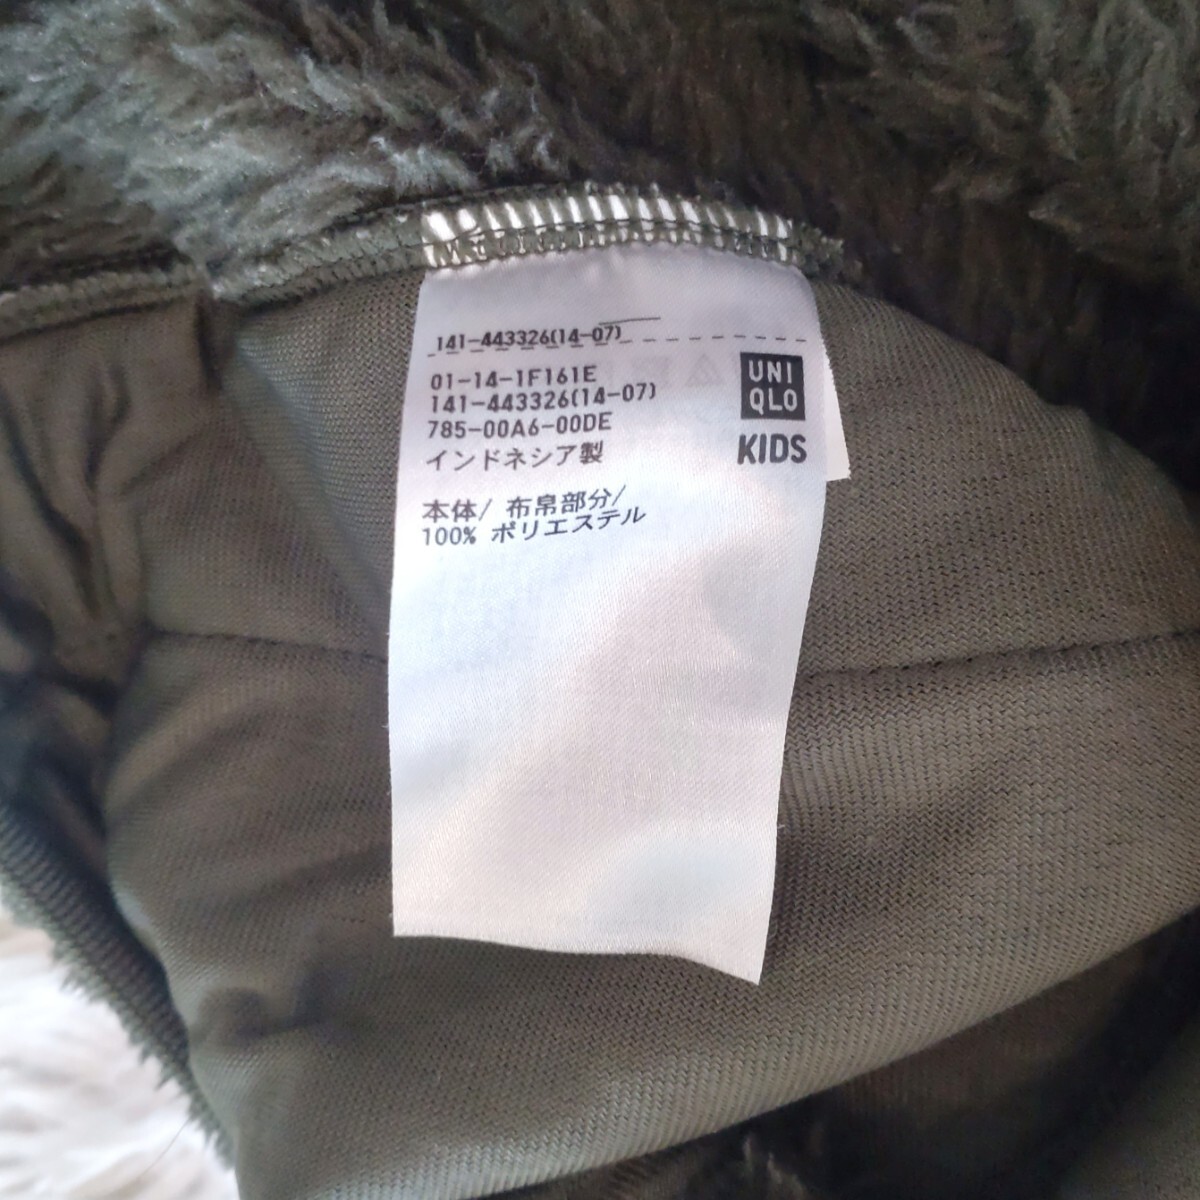 141-443326(14-07)
01-14-1F161E
141-443326(14-07)
785-00A6-00DE
インドネシア製
UNI
QLO
KIDS
本体/ 布帛部分/
100% ポリエステル